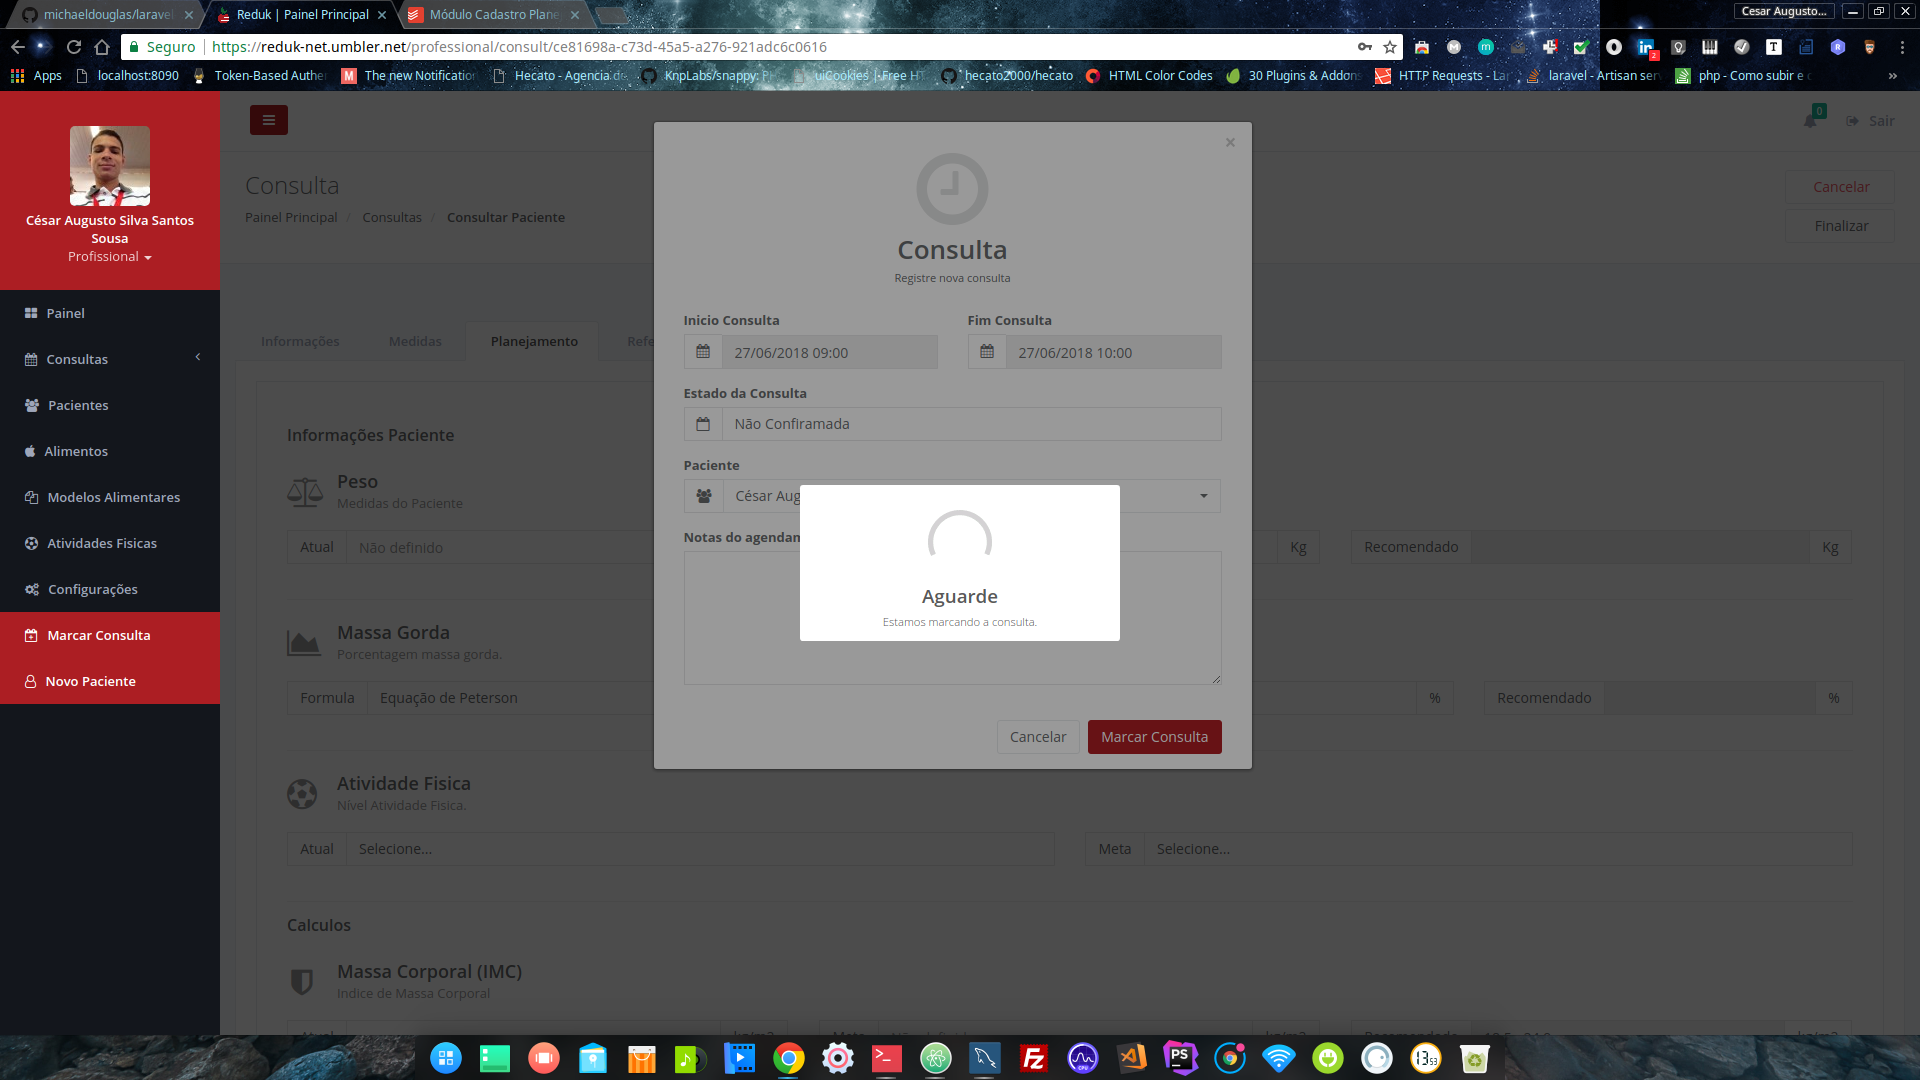 michaeldouglas/laravel
Reduk | Painel Principal
Módulo Cadastro Plane
Cesar Augusto...
Seguro
https://reduk-net.umbler.net/professional/consult/ce81698a-c73d-45a5-a276-921adc6c0616
Apps
localhost:8090
Token-Based Authe
The new Notification
Hecato - Agencia de
KnpLabs/snappy: PH
uiCookies | Free HT
hecato2000/hecato
HTML Color Codes
30 Plugins & Addons
HTTP Requests - La
laravel - Artisan serv
php - Como subir e c
»
César Augusto Silva Santos
Sousa
Profissional
Painel
Consultas
Pacientes
Alimentos
Modelos Alimentares
Atividades Fisicas
Configurações
Marcar Consulta
Novo Paciente
0
Sair
Consulta
Painel Principal / Consultas / Consultar Paciente
Cancelar
Finalizar
Informações
Medidas
Planejamento
Refe
Informações Paciente
Peso
Medidas do Paciente
Atual
Não definido
Kg
Recomendado
Kg
Massa Gorda
Porcentagem massa gorda.
Formula
Equação de Peterson
%
Recomendado
%
Atividade Fisica
Nível Atividade Fisica.
Atual
Selecione...
Meta
Selecione...
Calculos
Massa Corporal (IMC)
Indice de Massa Corporal
×
Consulta
Registre nova consulta
Inicio Consulta
Fim Consulta
27/06/2018 09:00
27/06/2018 10:00
Estado da Consulta
Não Confiramada
Paciente
César Aug
Notas do agendan
Aguarde
Estamos marcando a consulta.
Cancelar
Marcar Consulta